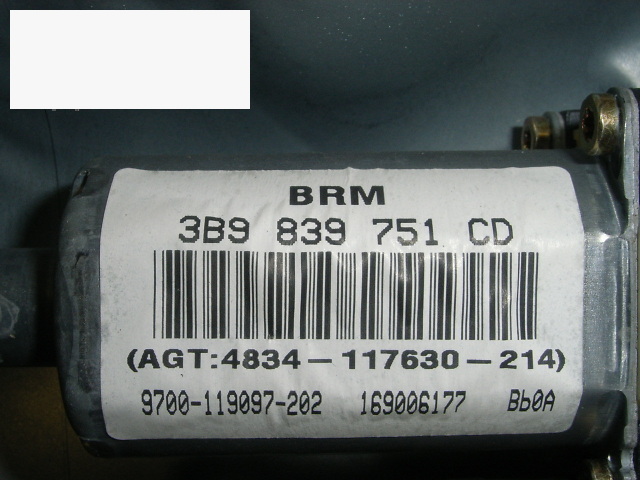 BRM
3B9 839 751 CD
(AGT:4834-117630-214)
9700-119097-202 169006177 Bb0A